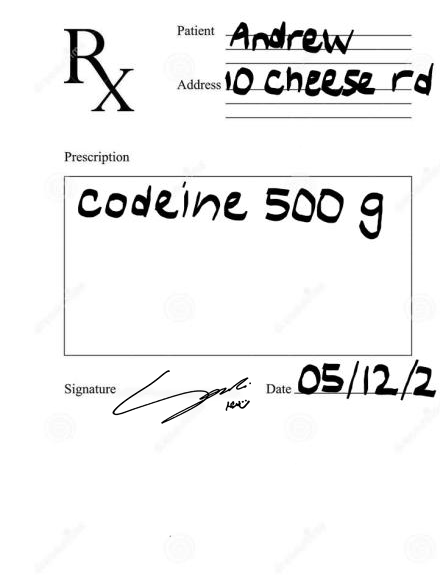 Rx
Patient Andrew
Address 10 cheese rd
Prescription
codeine 500 g
Signature
Date 05/12/2